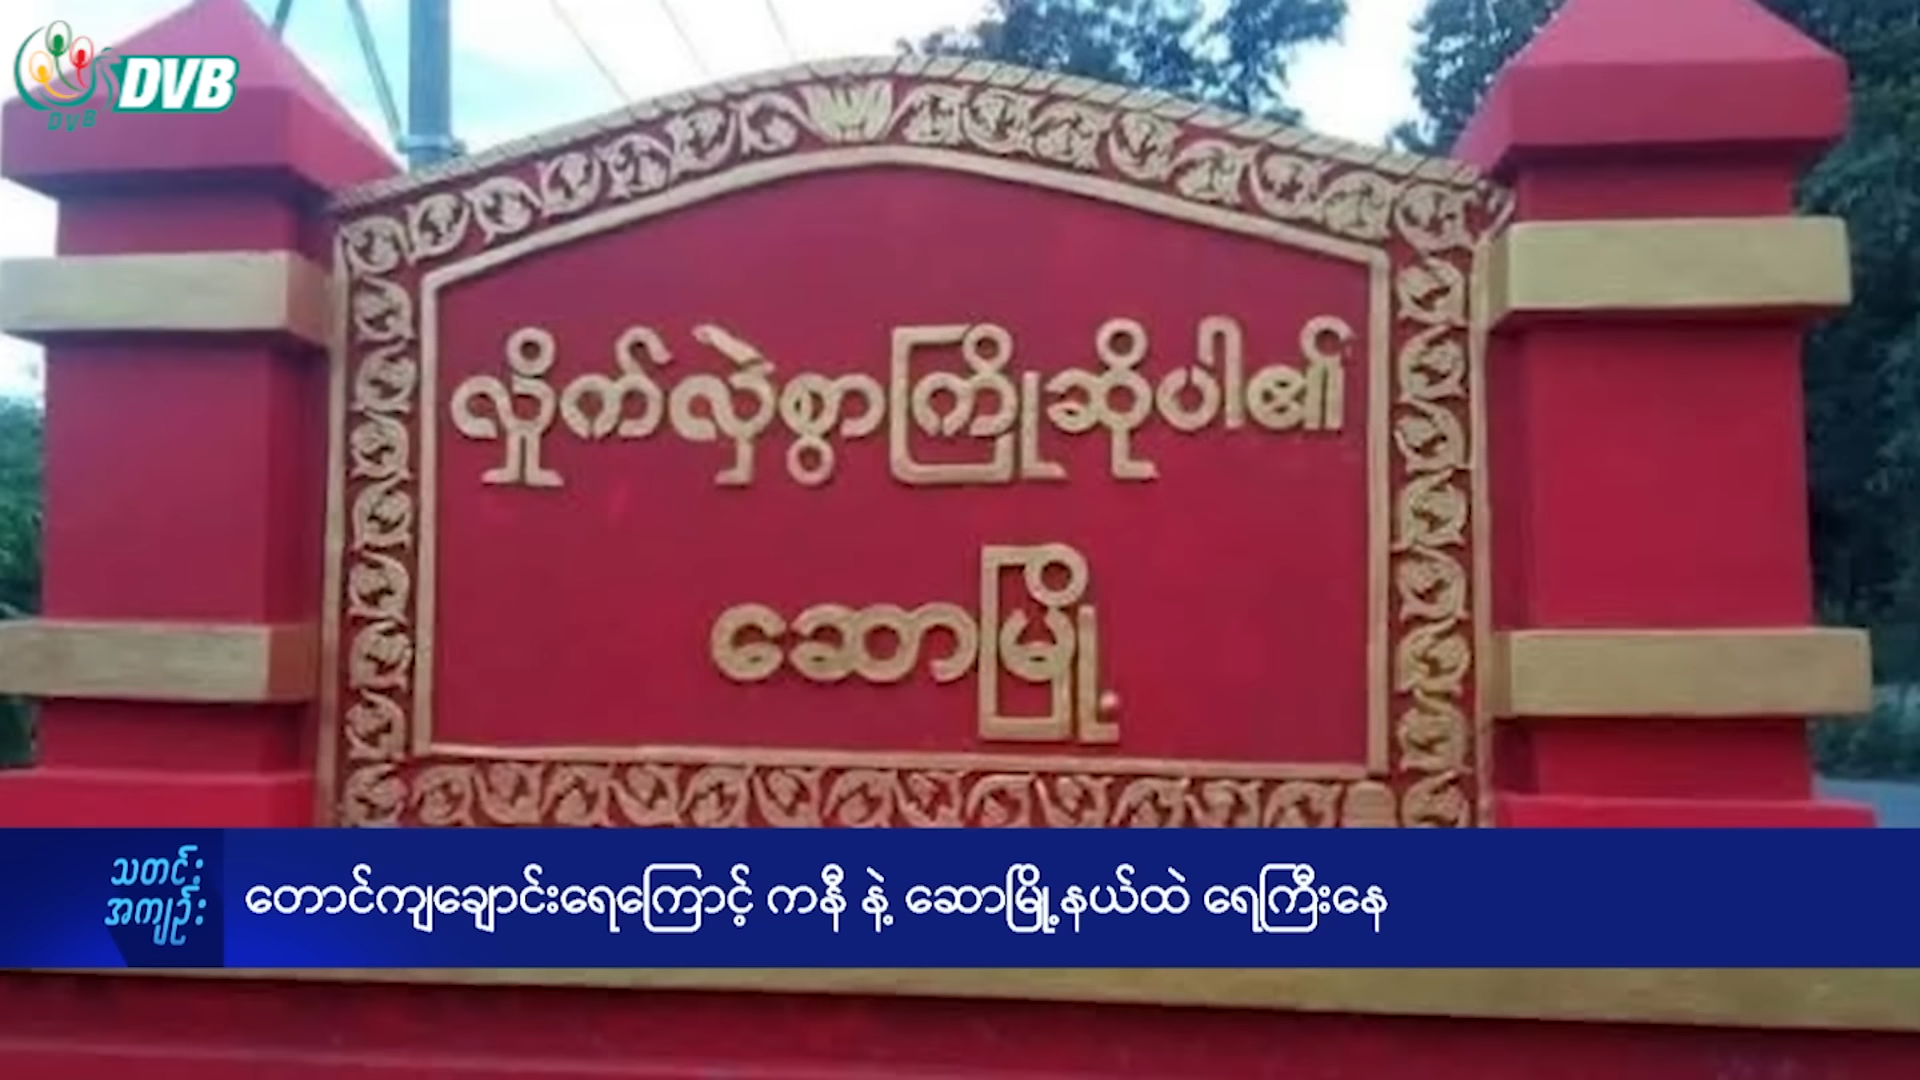 DVB
DVB
လှိုက်လှဲစွာကြိုဆိုပါ၏
ဆောမြို့
သတင်း
အကျဉ်း
တောင်ကျချောင်းရေကြောင့် ကနီ နဲ့ ဆောမြို့နယ်ထဲ ရေကြီးနေ